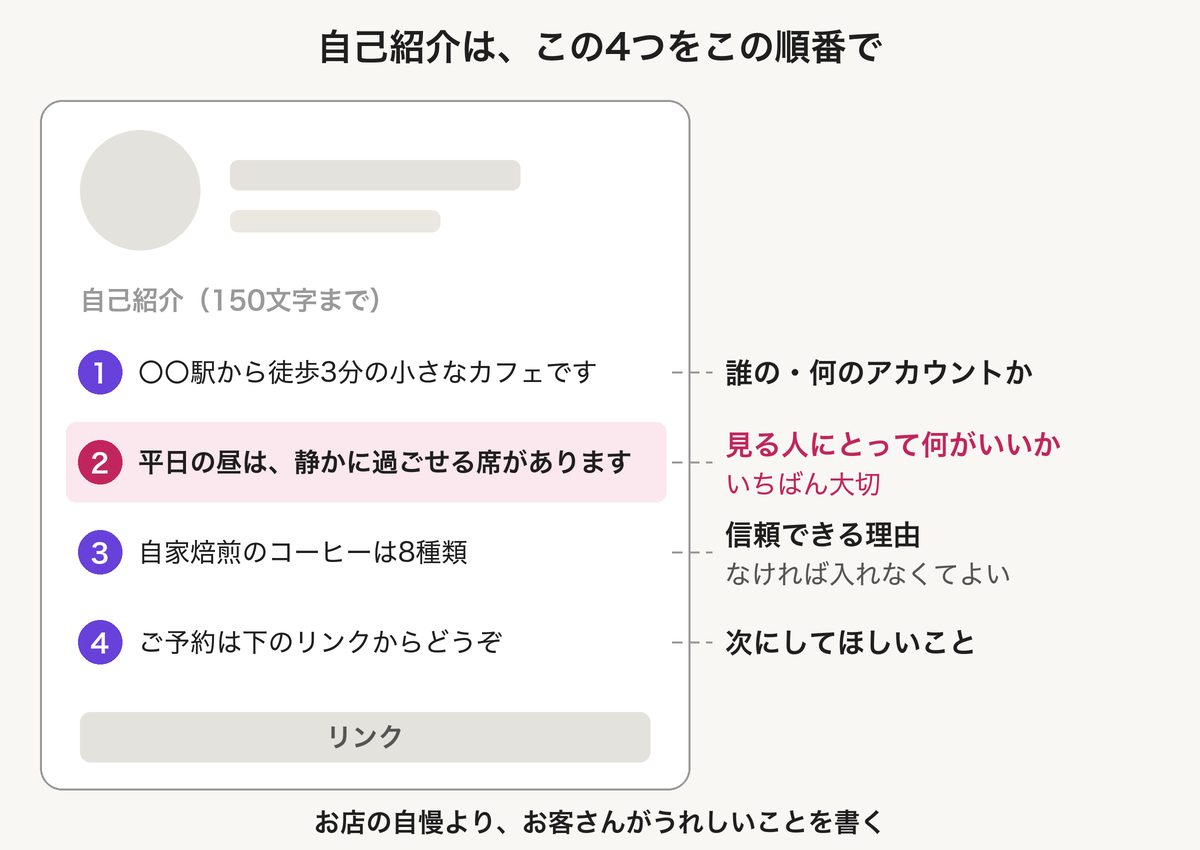 自己紹介は、この4つをこの順番で
自己紹介（150文字まで）
1 〇〇駅から徒歩3分の小さなカフェです
誰の・何のアカウントか
2 平日の昼は、静かに過ごせる席があります
見る人にとって何がいいか
いちばん大切
3 自家焙煎のコーヒーは8種類
信頼できる理由
なければ入れなくてよい
4 ご予約は下のリンクからどうぞ
次にしてほしいこと
リンク
お店の自慢より、お客さんがうれしいことを書く